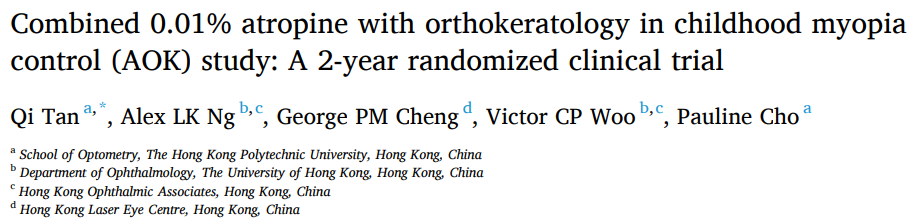 Combined 0.01% atropine with orthokeratology in childhood myopia
control (AOK) study: A 2-year randomized clinical trial
Qi Tan a,*, Alex LK Ng b,c, George PM Cheng d, Victor CP Woo b,c, Pauline Cho a
a School of Optometry, The Hong Kong Polytechnic University, Hong Kong, China
b Department of Ophthalmology, The University of Hong Kong, Hong Kong, China
c Hong Kong Ophthalmic Associates, Hong Kong, China
d Hong Kong Laser Eye Centre, Hong Kong, China